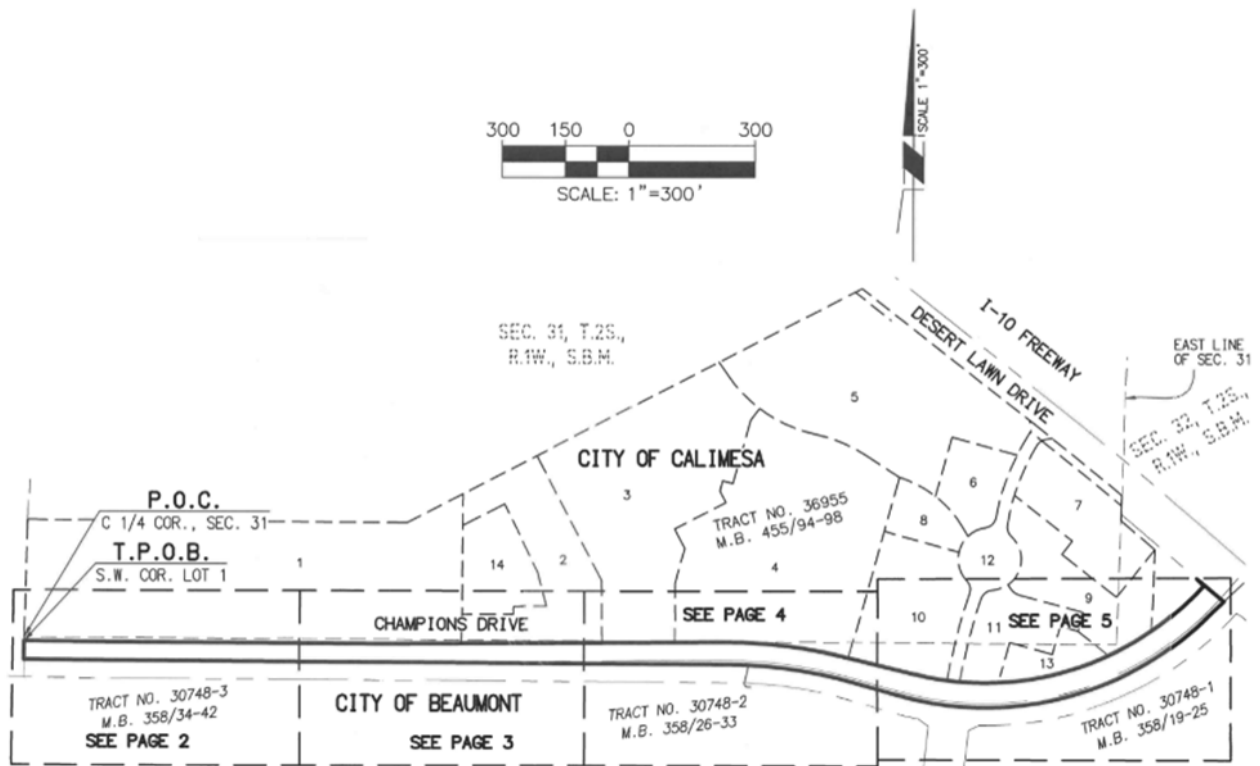 300 150 0 300
SCALE: 1"=300'
SCALE 1"=300'
I-10 FREEWAY
DESERT LAWN DRIVE
EAST LINE
OF SEC. 31
SEC. 31, T.2S.,
R.1W., S.B.M.
SEC. 32, T.2S.,
R.1W., S.B.M.
5
CITY OF CALIMESA
3
6
7
P.O.C.
C 1/4 COR., SEC. 31
TRACT NO. 36955
M.B. 455/94-98
8
T.P.O.B.
S.W. COR. LOT 1
1
14
2
4
12
9
SEE PAGE 4
SEE PAGE 5
10
11
CHAMPIONS DRIVE
13
TRACT NO. 30748-3
M.B. 358/34-42
SEE PAGE 2
CITY OF BEAUMONT
SEE PAGE 3
TRACT NO. 30748-2
M.B. 358/26-33
TRACT NO. 30748-1
M.B. 358/19-25